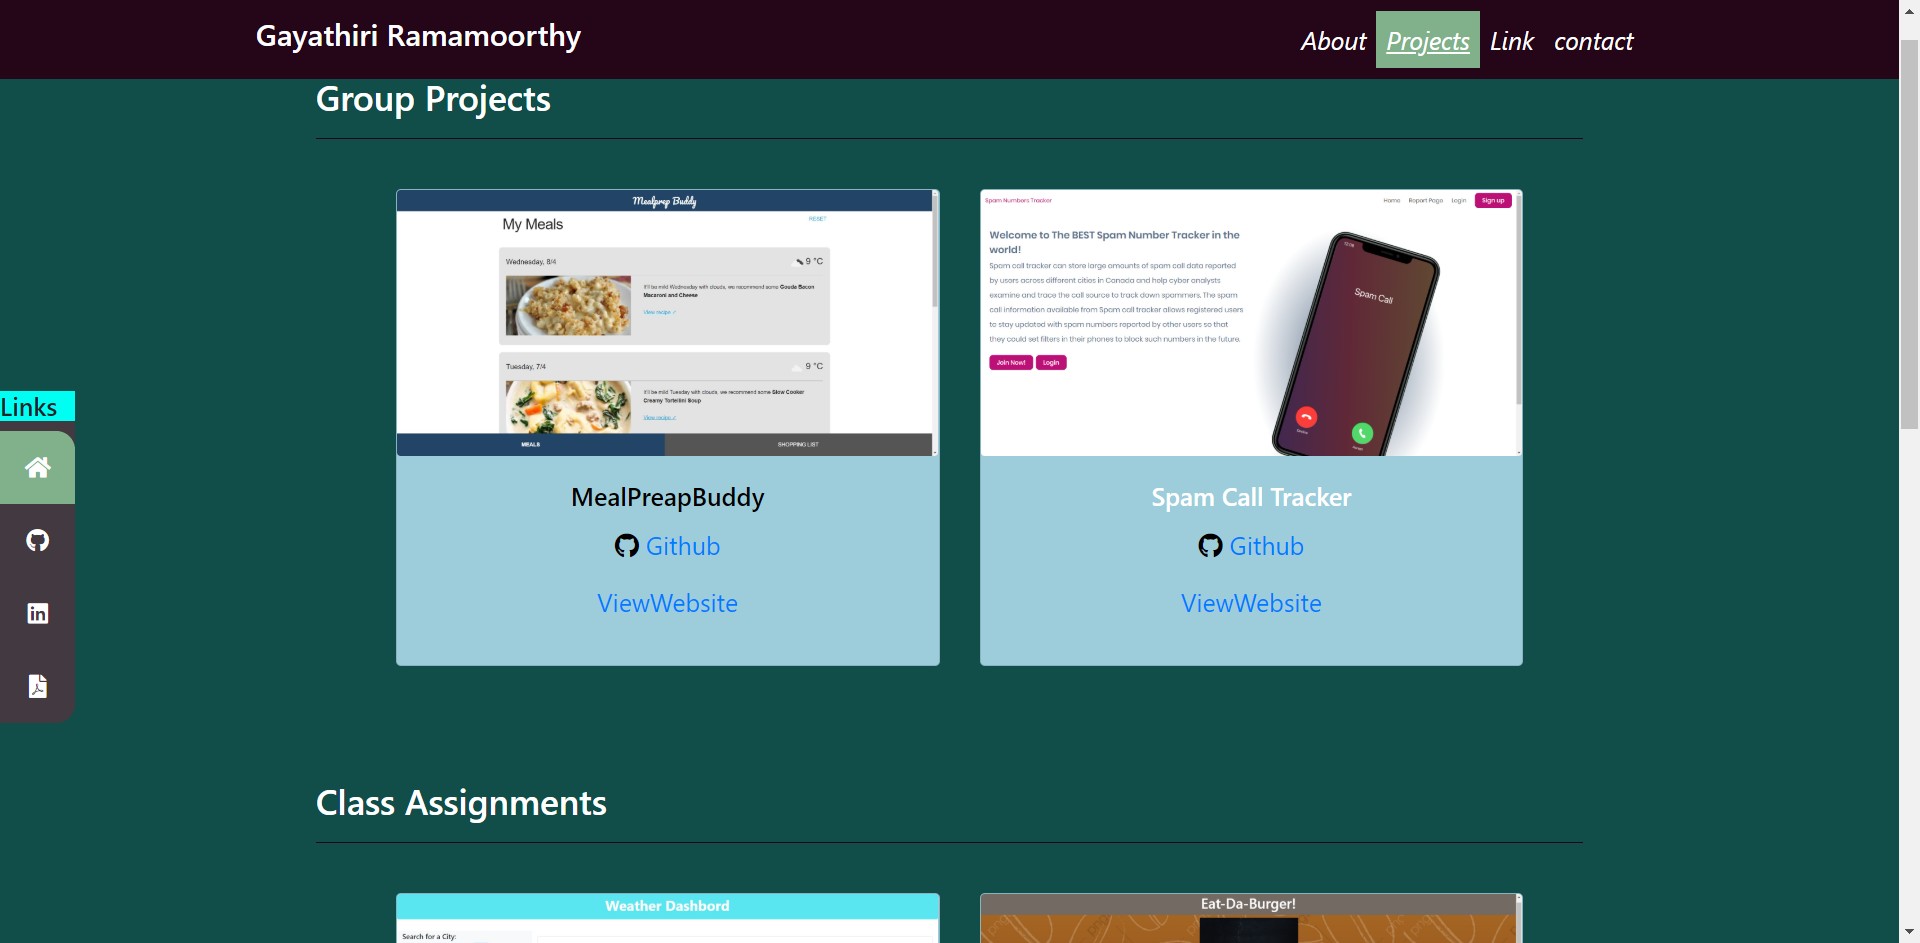 Gayathiri Ramamoorthy
About Projects Link contact
Group Projects
Mealprep Buddy
My Meals
RESET
Wednesday, 8/4
9 °C
It'll be mild Wednesday with clouds, we recommend some Gouda Bacon
Macaroni and Cheese
View recipe
Tuesday, 7/4
9 °C
It'll be mild Tuesday with clouds, we recommend some Slow Cooker
Creamy Tortellini Soup
View recipe
MEALS
SHOPPING LIST
MealPreapBuddy
Github
ViewWebsite
Spam Numbers Tracker
Home Report Page Login Sign up
Welcome to The BEST Spam Number Tracker in the
world!
Spam call tracker can store large amounts of spam call data reported
by users across different cities in Canada and help cyber analysts
examine and trace the call source to track down spammers. The spam
call information available from Spam call tracker allows registered users
to stay updated with spam numbers reported by other users so that
they could set filters in their phones to block such numbers in the future.
Join Now! Login
Spam Call
Spam Call Tracker
Github
ViewWebsite
Links
in
Class Assignments
Weather Dashbord
Search for a City:
Eat-Da-Burger!